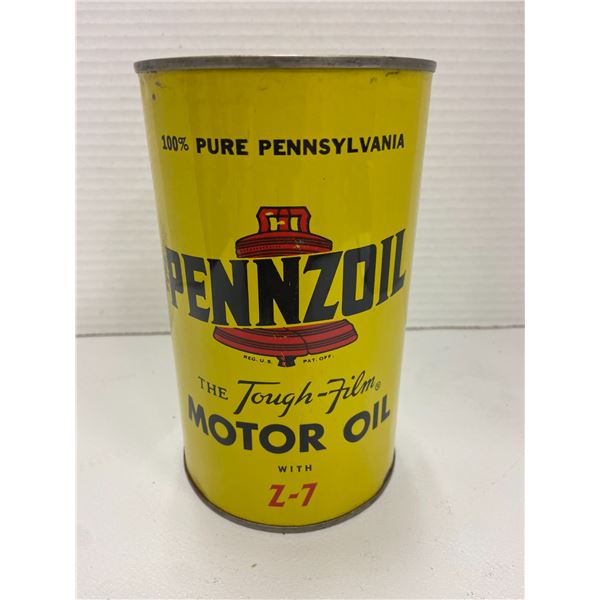 100% PURE PENNSYLVANIA
PENNZOIL
REG. U.S. PAT. OFF.
THE Tough-Film®
MOTOR OIL
WITH
Z-7